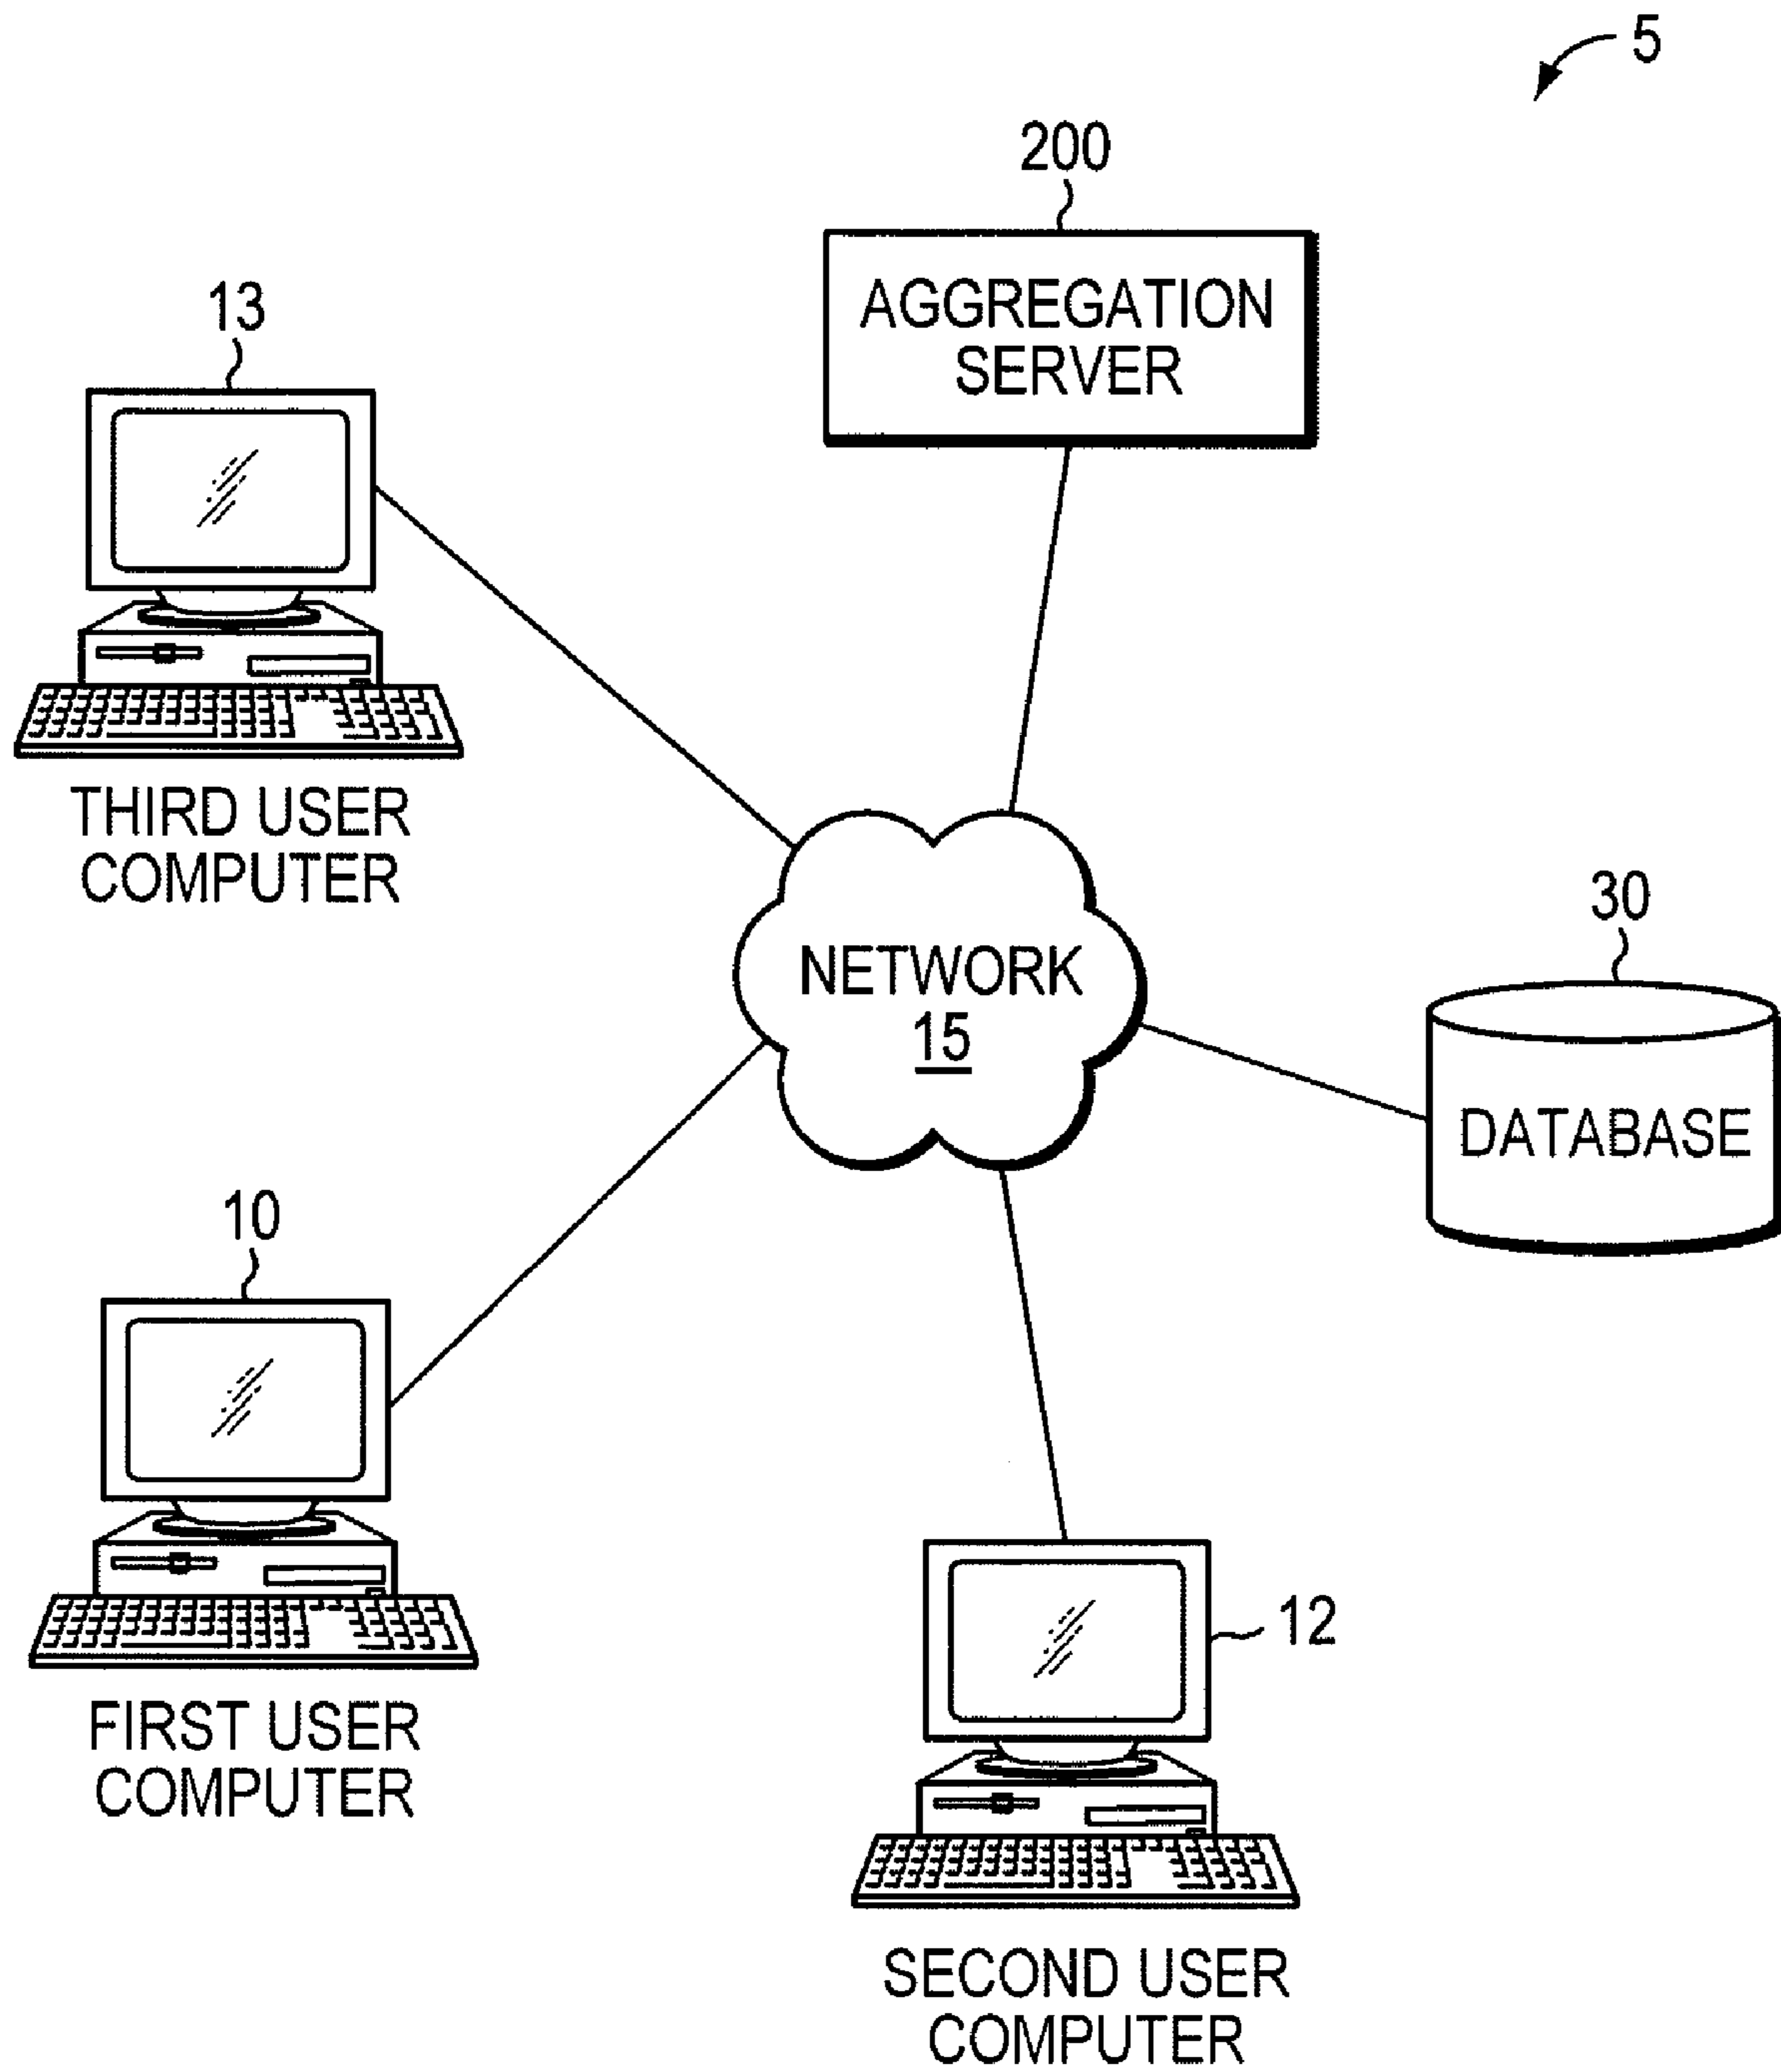 5
200
AGGREGATION
SERVER
13
THIRD USER
COMPUTER
NETWORK
15
30
DATABASE
10
FIRST USER
COMPUTER
12
SECOND USER
COMPUTER